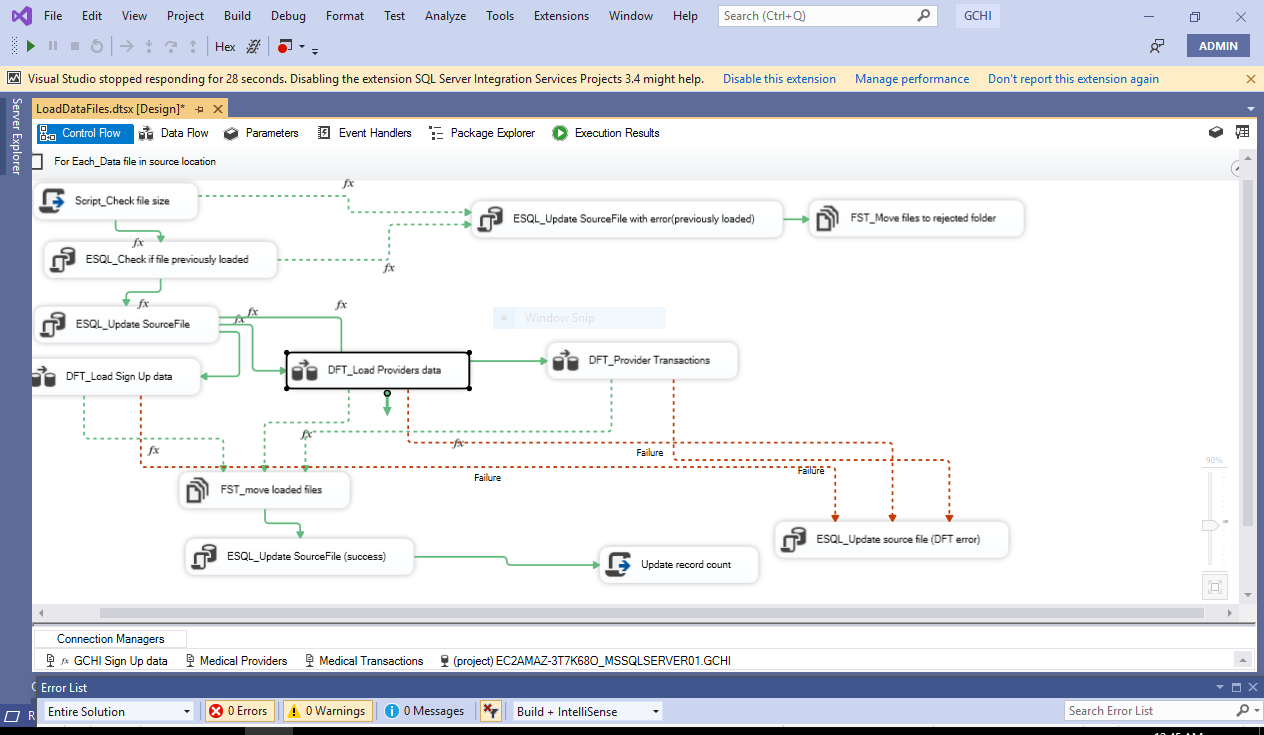 File Edit View Project Build Debug Format Test Analyze Tools Extensions Window Help Search (Ctrl+Q) GCHI
Hex ADMIN
Visual Studio stopped responding for 28 seconds. Disabling the extension SQL Server Integration Services Projects 3.4 might help. Disable this extension Manage performance Don't report this extension again
Server Explorer
LoadDataFiles.dtsx [Design]*
Control Flow Data Flow Parameters Event Handlers Package Explorer Execution Results
For Each_Data file in source location
fx
Script_Check file size
ESQL_Update SourceFile with error(previously loaded)
FST_Move files to rejected folder
fx
ESQL_Check if file previously loaded
fx
fx
fx
fx
fx
ESQL_Update SourceFile
Window Snip
DFT_Load Sign Up data
DFT_Load Providers data
DFT_Provider Transactions
fx
fx
fx
Failure
Failure
Failure
90%
FST_move loaded files
ESQL_Update source file (DFT error)
ESQL_Update SourceFile (success)
Update record count
Connection Managers
fx GCHI Sign Up data Medical Providers Medical Transactions (project) EC2AMAZ-3T7K68O_MSSQLSERVER01.GCHI
Error List
Entire Solution 0 Errors 0 Warnings 0 Messages Build + IntelliSense Search Error List